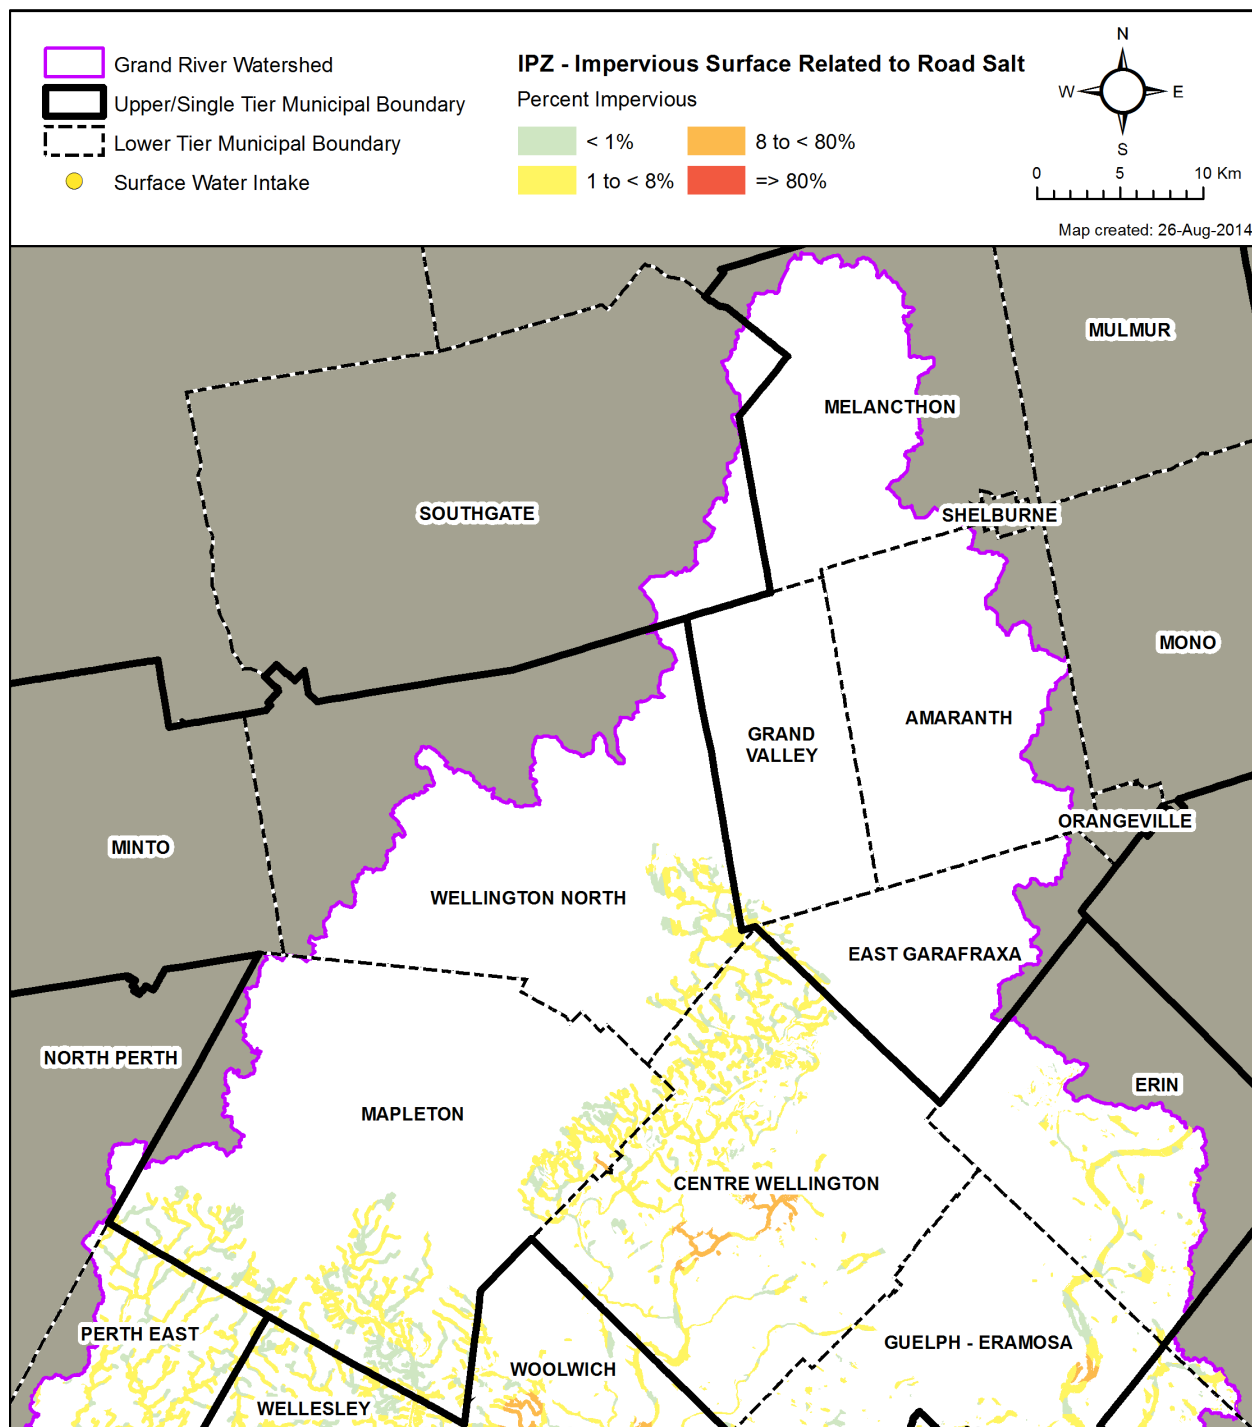 Grand River Watershed
Upper/Single Tier Municipal Boundary
Lower Tier Municipal Boundary
Surface Water Intake
IPZ - Impervious Surface Related to Road Salt
Percent Impervious
< 1%
8 to < 80%
1 to < 8%
=> 80%
N
W
E
S
0
5
10 Km
Map created: 26-Aug-2014
MULMUR
MELANCTHON
SOUTHGATE
SHELBURNE
MONO
AMARANTH
GRAND
VALLEY
ORANGEVILLE
MINTO
WELLINGTON NORTH
EAST GARAFRAXA
NORTH PERTH
ERIN
MAPLETON
CENTRE WELLINGTON
PERTH EAST
GUELPH - ERAMOSA
WOOLWICH
WELLESLEY